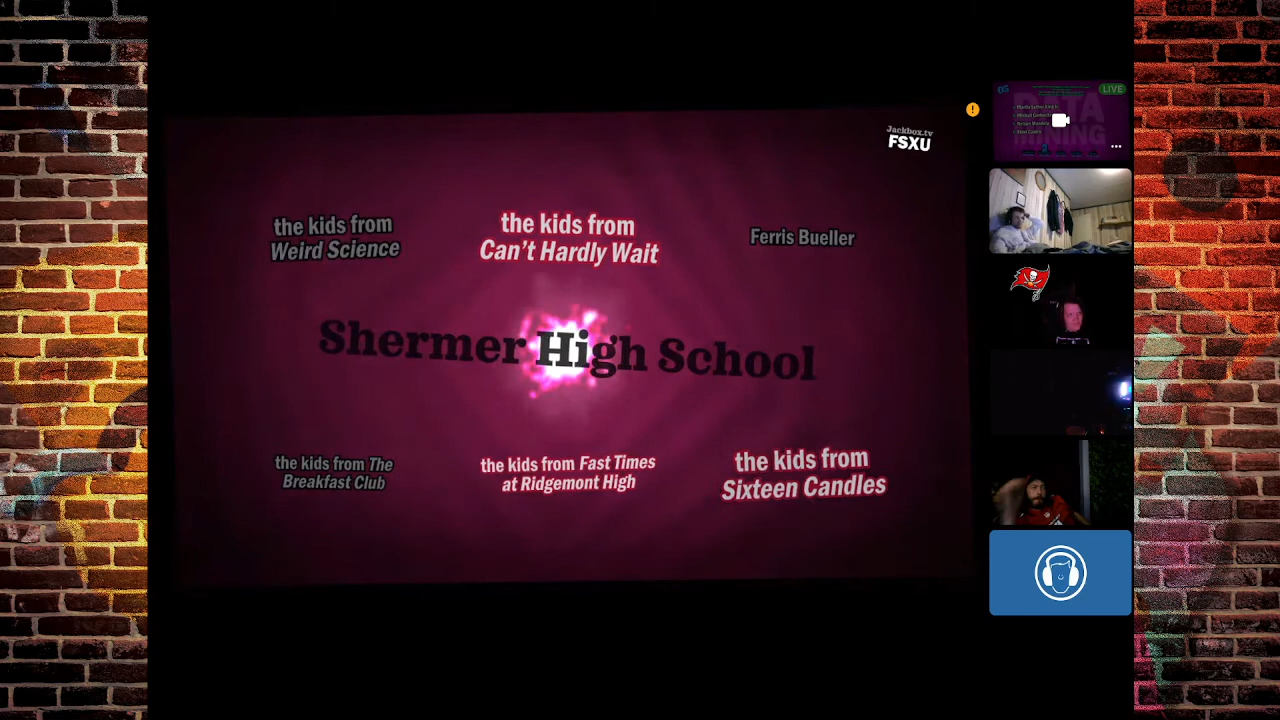 Jackbox.tv
FSXU
the kids from
Weird Science
the kids from
Can't Hardly Wait
Ferris Bueller
Shermer High School
the kids from The
Breakfast Club
the kids from Fast Times
at Ridgemont High
the kids from
Sixteen Candles
LIVE
DATA
MINING